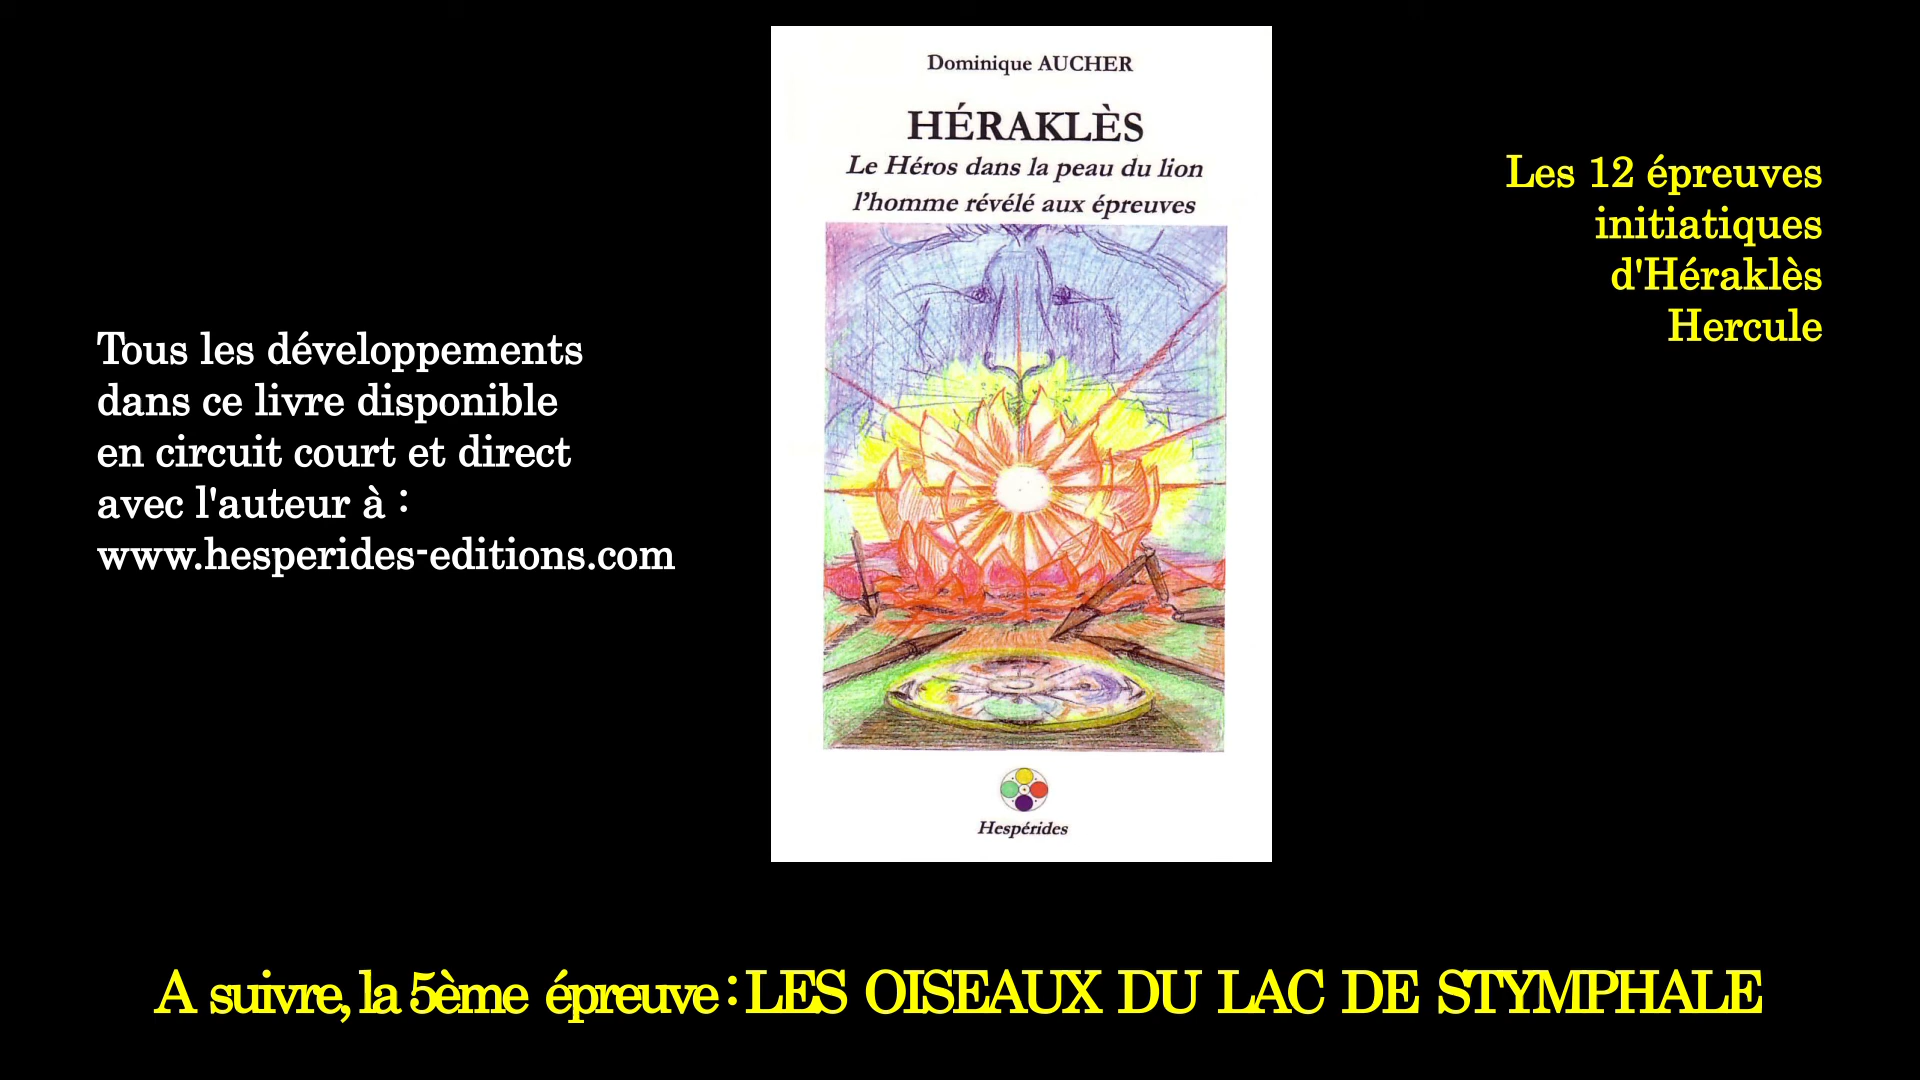 Dominique AUCHER
HÉRAKLÈS
Le Héros dans la peau du lion
l'homme révélé aux épreuves
Hespérides
Les 12 épreuves
initiatiques
d'Héraklès
Hercule
Tous les développements
dans ce livre disponible
en circuit court et direct
avec l'auteur à :
www.hesperides-editions.com
A suivre, la 5ème épreuve : LES OISEAUX DU LAC DE STYMPHALE